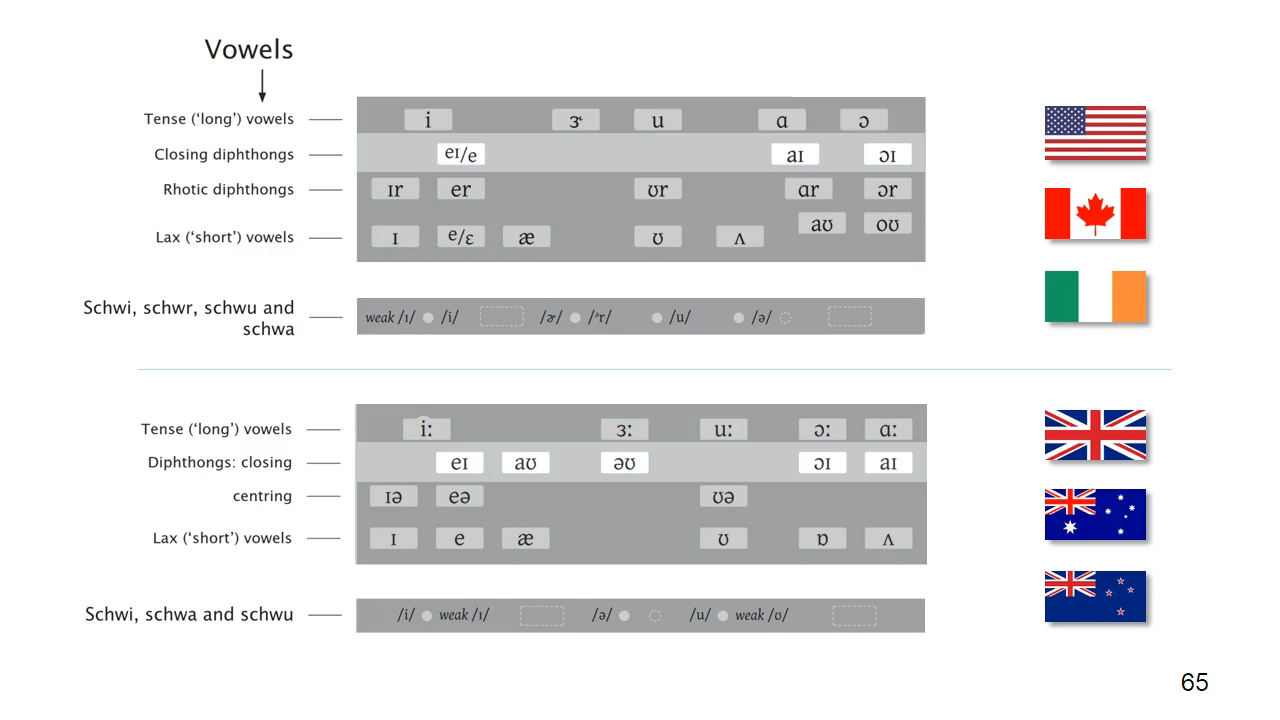 Vowels
Tense (‘long’) vowels
i ɝ u ɑ ɔ
Closing diphthongs
eɪ/e aɪ ɔɪ
Rhotic diphthongs
ɪr er ʊr ɑr ɔr
aʊ oʊ
Lax (‘short’) vowels
ɪ e/ɛ æ ʊ ʌ
Schwi, schwr, schwu and
schwa
weak /ɪ/ /i/ /ɚ/ /ᵊr/ /u/ /ə/
Tense (‘long’) vowels
iː ɜː uː ɔː ɑː
Diphthongs: closing
eɪ aʊ əʊ ɔɪ aɪ
centring
ɪə eə ʊə
Lax (‘short’) vowels
ɪ e æ ʊ ɒ ʌ
Schwi, schwa and schwu
/i/ weak /ɪ/ /ə/ /u/ weak /ʊ/
65